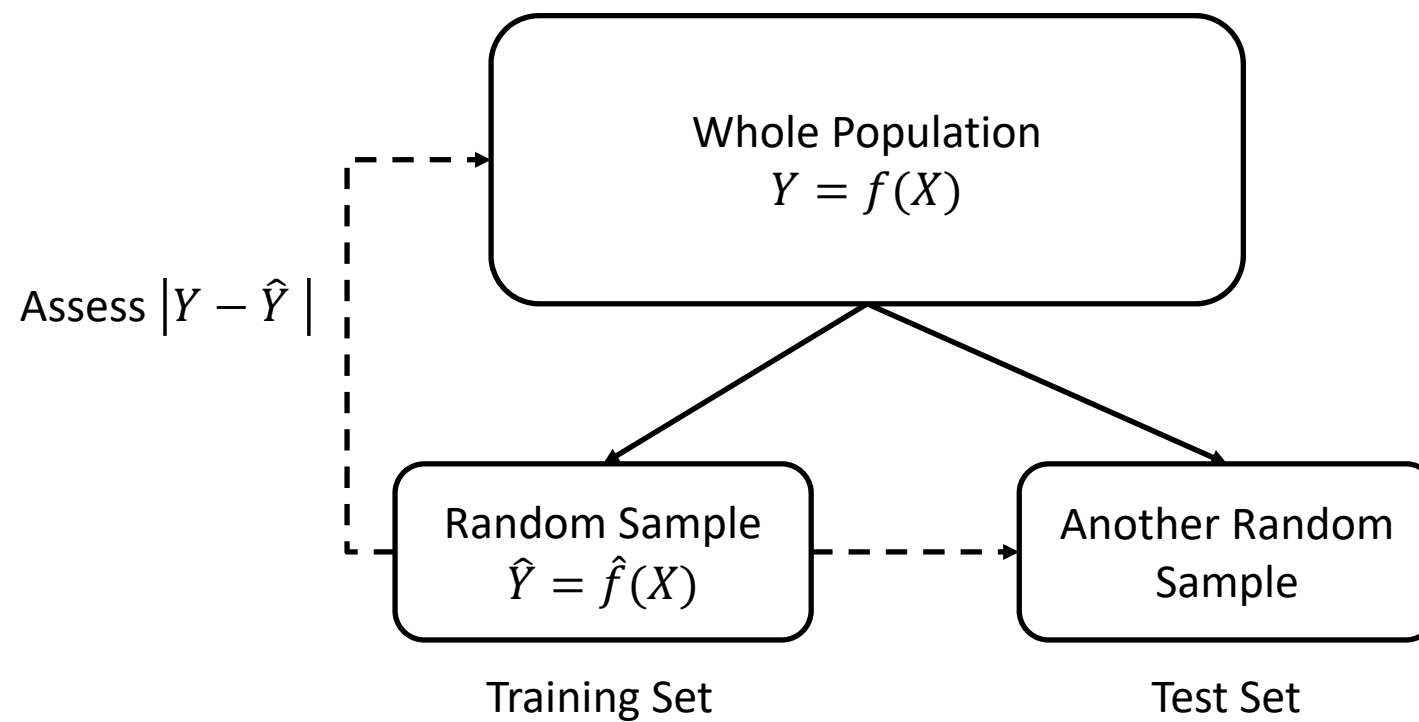 Whole Population
Y = f(X)
Assess |Y − Ŷ |
Random Sample
Ŷ = f̂(X)
Another Random
Sample
Training Set
Test Set